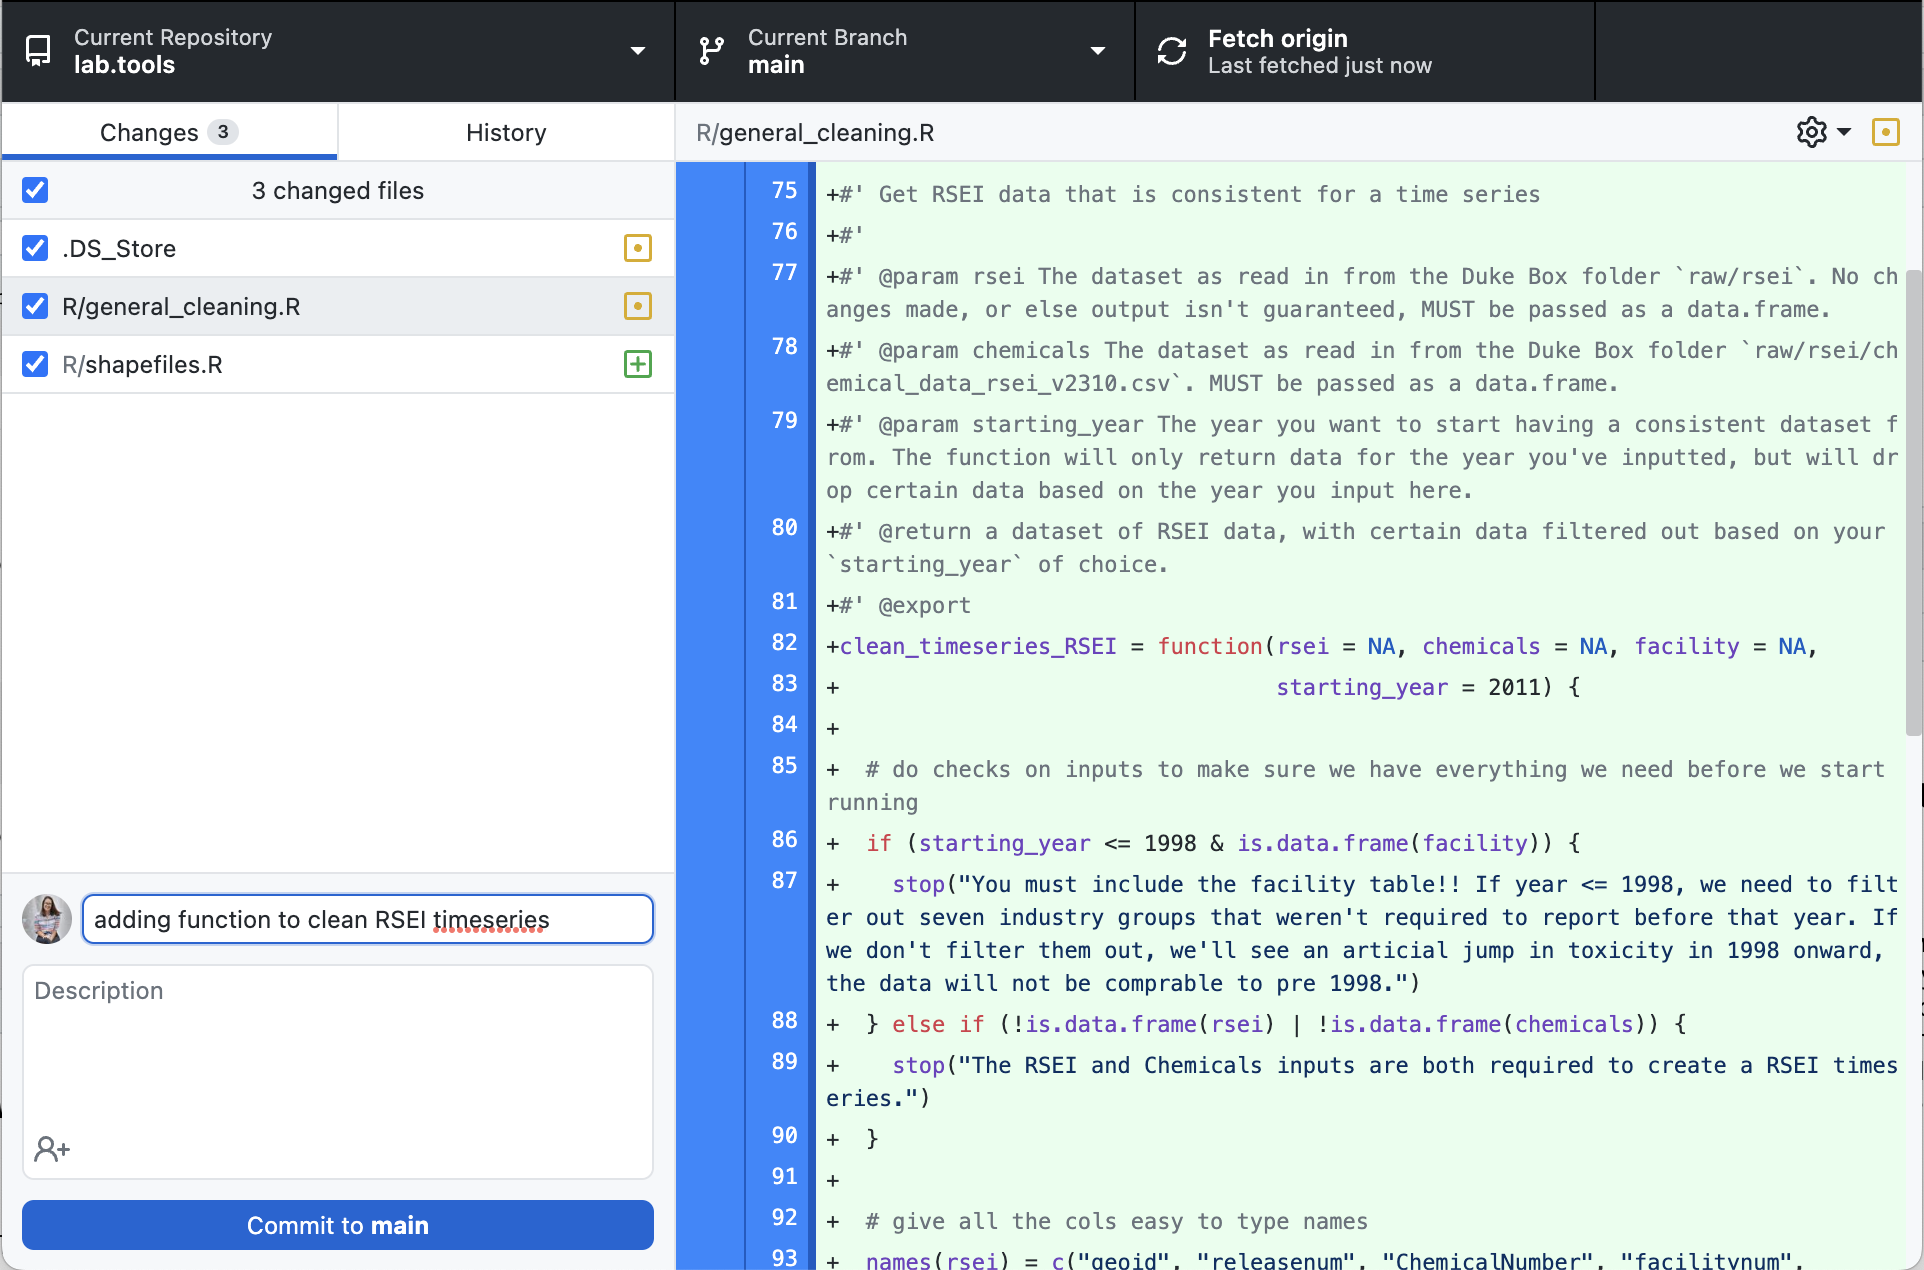 Current Repository
lab.tools
Current Branch
main
Fetch origin
Last fetched just now
Changes 3
History
R/general_cleaning.R
3 changed files
.DS_Store
R/general_cleaning.R
R/shapefiles.R
adding function to clean RSEI timeseries
Description
Commit to main
75 +#' Get RSEI data that is consistent for a time series
76 +#'
77 +#' @param rsei The dataset as read in from the Duke Box folder `raw/rsei`. No ch
anges made, or else output isn't guaranteed, MUST be passed as a data.frame.
78 +#' @param chemicals The dataset as read in from the Duke Box folder `raw/rsei/ch
emical_data_rsei_v2310.csv`. MUST be passed as a data.frame.
79 +#' @param starting_year The year you want to start having a consistent dataset f
rom. The function will only return data for the year you've inputted, but will dr
op certain data based on the year you input here.
80 +#' @return a dataset of RSEI data, with certain data filtered out based on your
`starting_year` of choice.
81 +#' @export
82 +clean_timeseries_RSEI = function(rsei = NA, chemicals = NA, facility = NA,
83 +                                 starting_year = 2011) {
84 +
85 +  # do checks on inputs to make sure we have everything we need before we start
running
86 +  if (starting_year <= 1998 & is.data.frame(facility)) {
87 +    stop("You must include the facility table!! If year <= 1998, we need to filt
er out seven industry groups that weren't required to report before that year. If
we don't filter them out, we'll see an articial jump in toxicity in 1998 onward,
the data will not be comprable to pre 1998.")
88 +  } else if (!is.data.frame(rsei) | !is.data.frame(chemicals)) {
89 +    stop("The RSEI and Chemicals inputs are both required to create a RSEI times
eries.")
90 +  }
91 +
92 +  # give all the cols easy to type names
93 +  names(rsei) = c("geoid", "releasenum", "ChemicalNumber", "facilitynum",